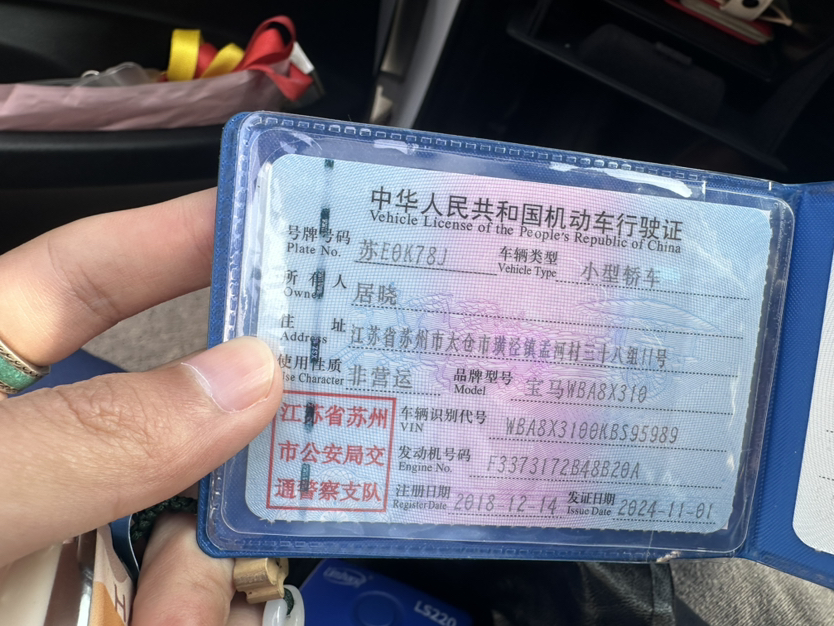 中华人民共和国机动车行驶证
Vehicle License of the People's Republic of China
号牌号码 苏E0K78J 车辆类型 小型轿车
Plate No. Vehicle Type
所有人 居晓
Owner
住址 江苏省苏州市太仓市璜泾镇孟河村三十八组11号
Address
使用性质 非营运 品牌型号 宝马WBA8X310
Use Character Model
江苏省苏州
市公安局交
通警察支队
车辆识别代号 WBA8X3100KBS95989
VIN
发动机号码 F3373172B48B20A
Engine No.
注册日期 2018-12-14 发证日期 2024-11-01
Register Date Issue Date
LS220